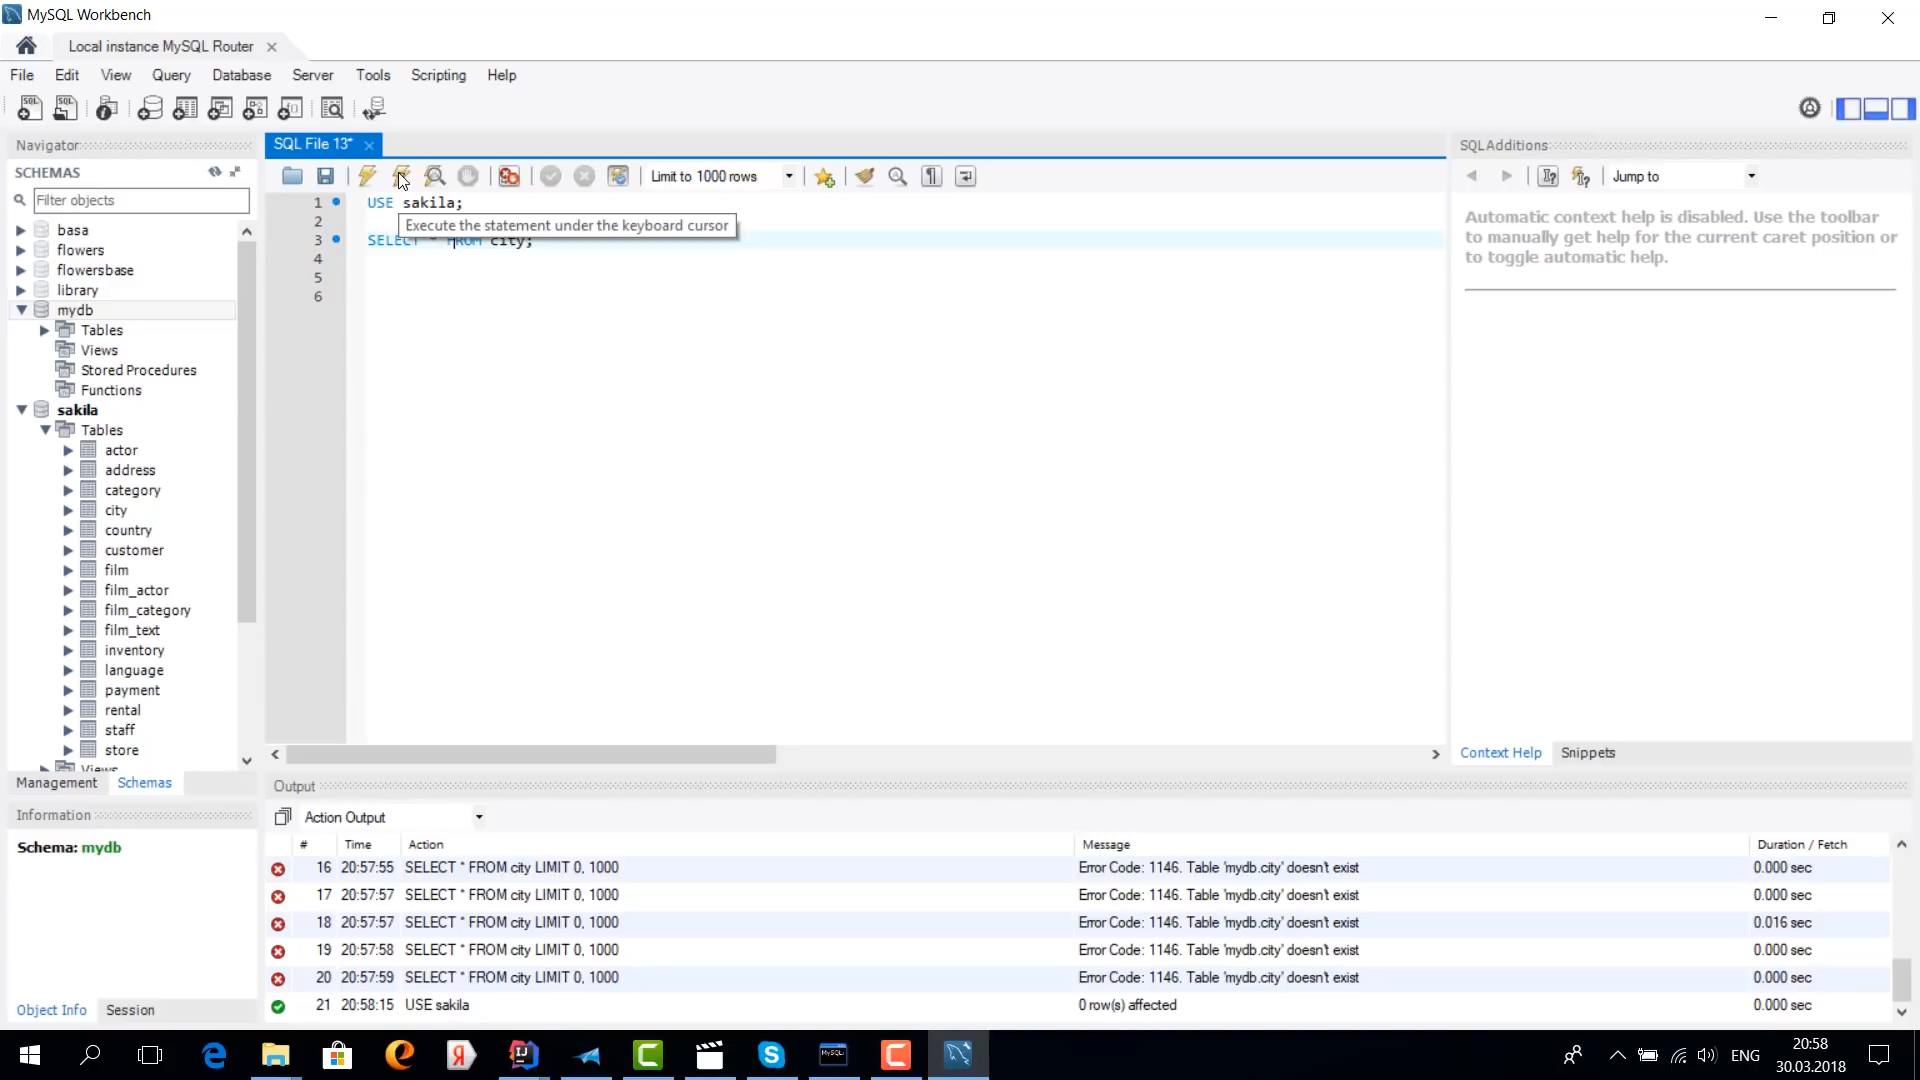 MySQL Workbench
Local instance MySQL Router
File Edit View Query Database Server Tools Scripting Help
Navigator
SCHEMAS
Filter objects
basa
flowers
flowersbase
library
mydb
Tables
Views
Stored Procedures
Functions
sakila
Tables
actor
address
category
city
country
customer
film
film_actor
film_category
film_text
inventory
language
payment
rental
staff
store
Views
Management Schemas
Information
Schema: mydb
Object Info Session
SQL File 13*
Limit to 1000 rows
1 USE sakila;
2
Execute the statement under the keyboard cursor
3 SELECT * FROM city;
4
5
6
SQLAdditions
Jump to
Automatic context help is disabled. Use the toolbar
to manually get help for the current caret position or
to toggle automatic help.
Context Help Snippets
Output
Action Output
# Time Action Message Duration / Fetch
16 20:57:55 SELECT * FROM city LIMIT 0, 1000 Error Code: 1146. Table 'mydb.city' doesn't exist 0.000 sec
17 20:57:57 SELECT * FROM city LIMIT 0, 1000 Error Code: 1146. Table 'mydb.city' doesn't exist 0.000 sec
18 20:57:57 SELECT * FROM city LIMIT 0, 1000 Error Code: 1146. Table 'mydb.city' doesn't exist 0.016 sec
19 20:57:58 SELECT * FROM city LIMIT 0, 1000 Error Code: 1146. Table 'mydb.city' doesn't exist 0.000 sec
20 20:57:59 SELECT * FROM city LIMIT 0, 1000 Error Code: 1146. Table 'mydb.city' doesn't exist 0.000 sec
21 20:58:15 USE sakila 0 row(s) affected 0.000 sec
ENG
20:58
30.03.2018